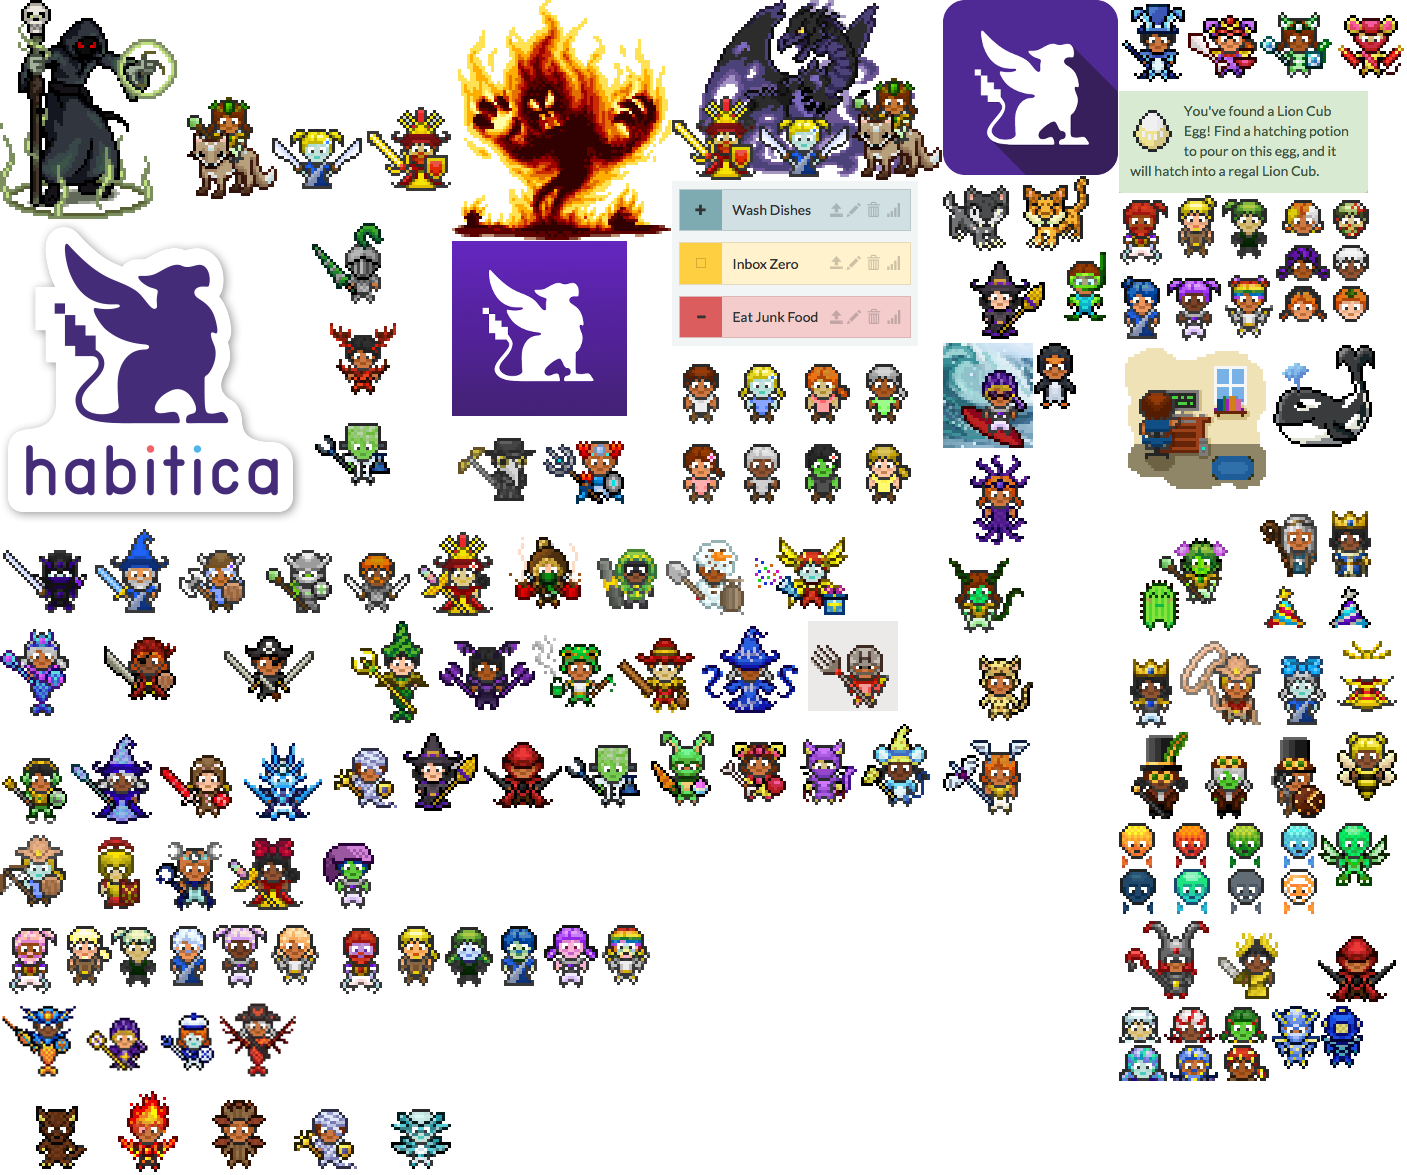 You've found a Lion Cub
Egg! Find a hatching potion
to pour on this egg, and it
will hatch into a regal Lion Cub.
+ Wash Dishes
Inbox Zero
- Eat Junk Food
habitica